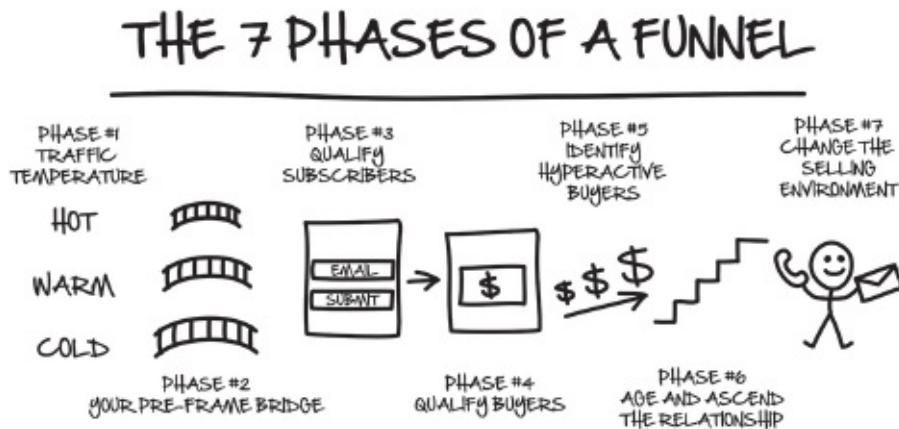 THE 7 PHASES OF A FUNNEL
PHASE #1
TRAFFIC
TEMPERATURE
HOT
WARM
COLD
PHASE #2
YOUR PRE-FRAME BRIDGE
PHASE #3
QUALIFY
SUBSCRIBERS
EMAIL
SUBMIT
$
PHASE #4
QUALIFY BUYERS
PHASE #5
IDENTIFY
HYPERACTIVE
BUYERS
$ $ $
PHASE #6
AGE AND ASCEND
THE RELATIONSHIP
PHASE #7
CHANGE THE
SELLING
ENVIRONMENT